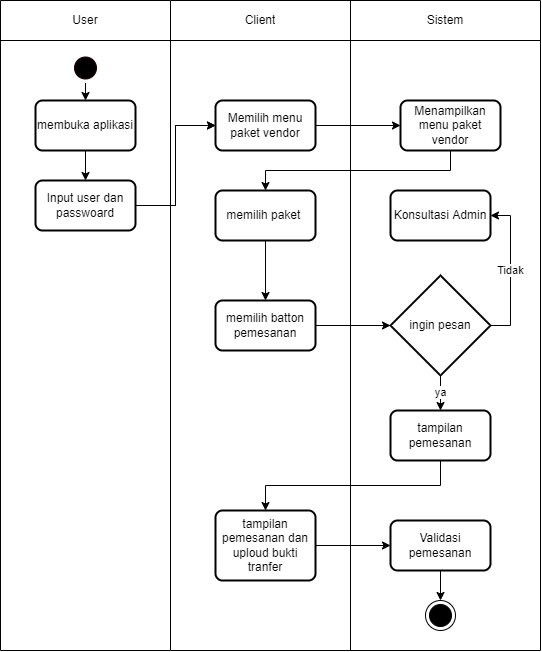 User
Client
Sistem
membuka aplikasi
Memilih menu
paket vendor
Menampilkan
menu paket
vendor
Input user dan
passwoard
memilih paket
Konsultasi Admin
Tidak
memilih batton
pemesanan
ingin pesan
ya
tampilan
pemesanan
tampilan
pemesanan dan
uploud bukti
tranfer
Validasi
pemesanan